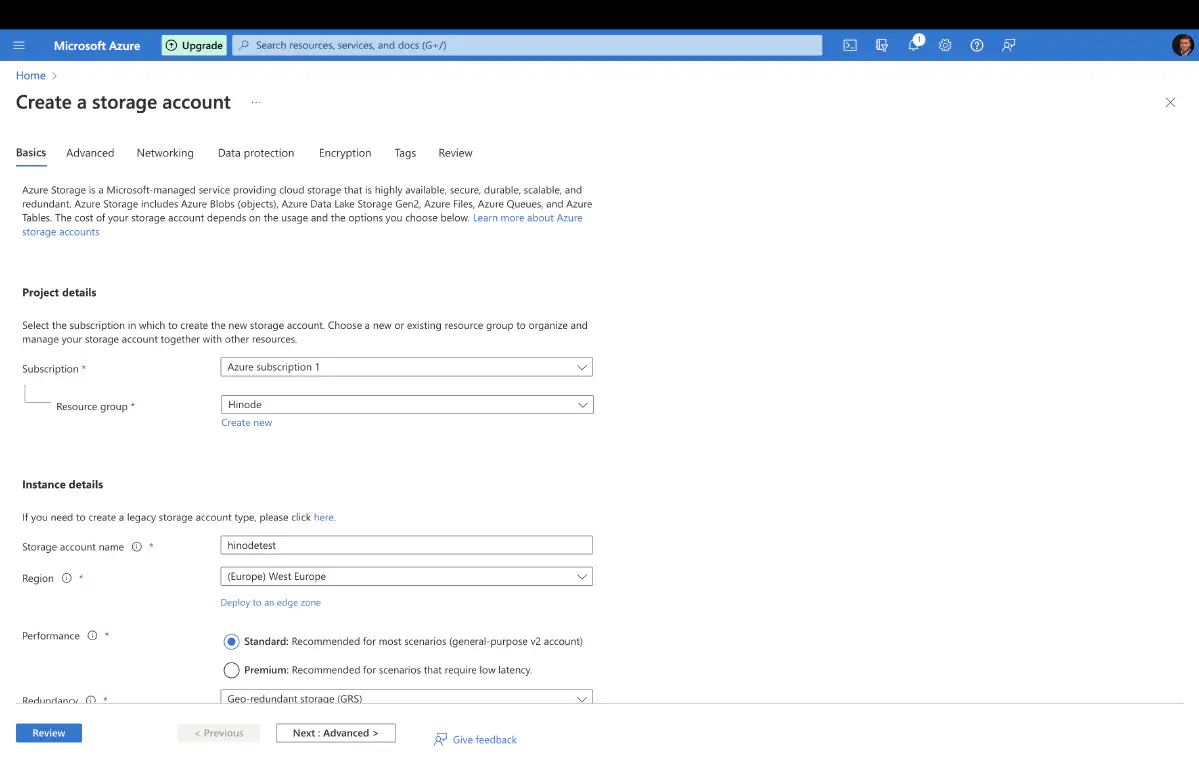 Microsoft Azure
Upgrade
Search resources, services, and docs (G+/)
1
Home >
Create a storage account ...
Basics Advanced Networking Data protection Encryption Tags Review
Azure Storage is a Microsoft-managed service providing cloud storage that is highly available, secure, durable, scalable, and
redundant. Azure Storage includes Azure Blobs (objects), Azure Data Lake Storage Gen2, Azure Files, Azure Queues, and Azure
Tables. The cost of your storage account depends on the usage and the options you choose below. Learn more about Azure
storage accounts
Project details
Select the subscription in which to create the new storage account. Choose a new or existing resource group to organize and
manage your storage account together with other resources.
Subscription * Azure subscription 1
Resource group * Hinode
Create new
Instance details
If you need to create a legacy storage account type, please click here.
Storage account name * hinodetest
Region * (Europe) West Europe
Deploy to an edge zone
Performance * Standard: Recommended for most scenarios (general-purpose v2 account)
Premium: Recommended for scenarios that require low latency.
Redundancy * Geo-redundant storage (GRS)
Review < Previous Next : Advanced > Give feedback